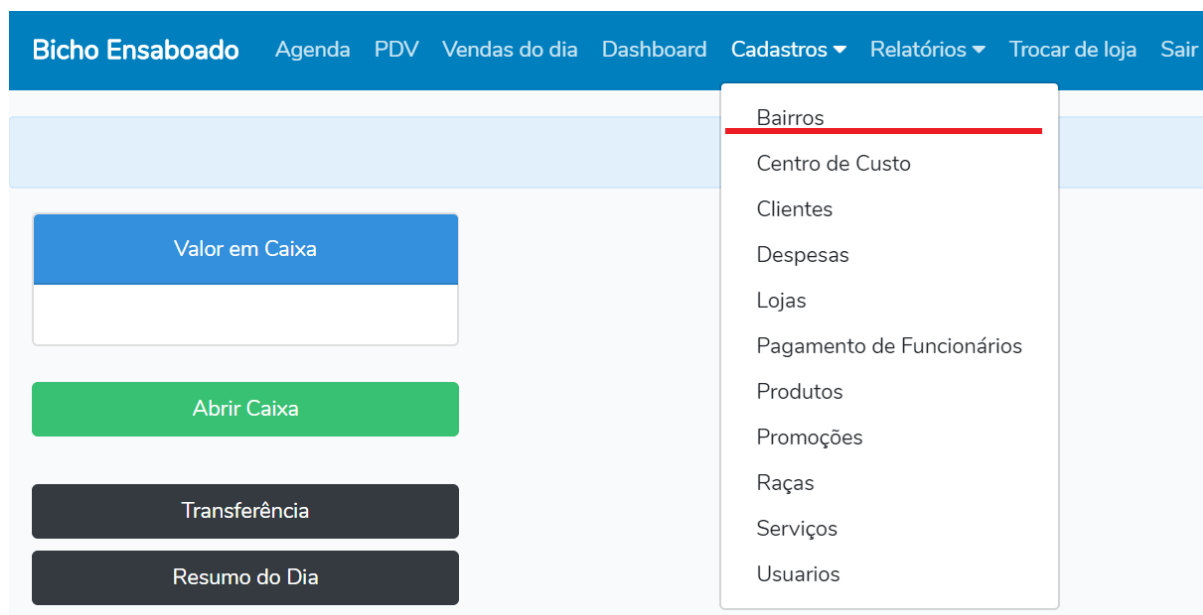 Bicho Ensaboado Agenda PDV Vendas do dia Dashboard Cadastros Relatórios Trocar de loja Sair
Bairros
Centro de Custo
Clientes
Despesas
Lojas
Pagamento de Funcionários
Produtos
Promoções
Raças
Serviços
Usuarios
Valor em Caixa
Abrir Caixa
Transferência
Resumo do Dia